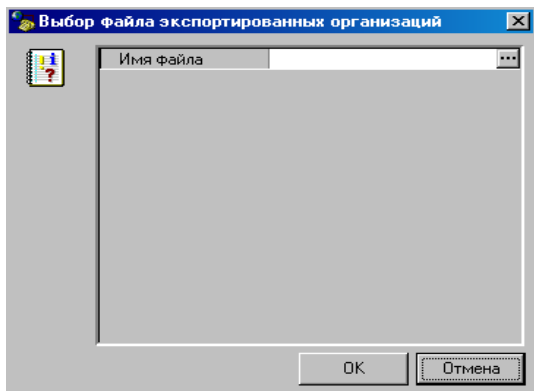 Выбор файла экспортированных организаций
Имя файла
OK
Отмена